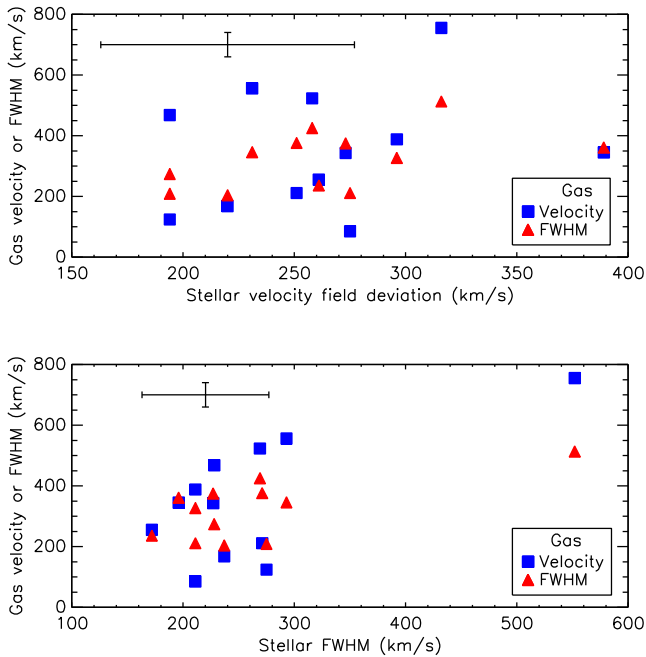 Gas velocity or FWHM (km/s)
800
600
400
200
0
Gas
Velocity
FWHM
150 200 250 300 350 400
Stellar velocity field deviation (km/s)
Gas velocity or FWHM (km/s)
800
600
400
200
0
Gas
Velocity
FWHM
100 200 300 400 500 600
Stellar FWHM (km/s)